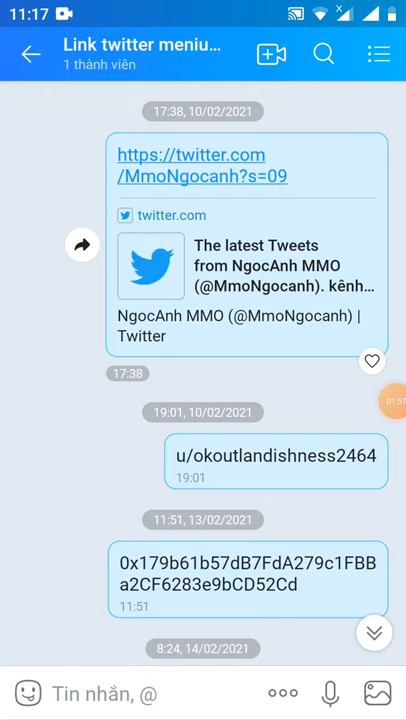 11:17
Link twitter meniu...
1 thành viên
17:38, 10/02/2021
https://twitter.com
/MmoNgocanh?s=09
twitter.com
The latest Tweets
from NgocAnh MMO
(@MmoNgocanh). kênh...
NgocAnh MMO (@MmoNgocanh) |
Twitter
17:38
01:57
19:01, 10/02/2021
u/okoutlandishness2464
19:01
11:51, 13/02/2021
0x179b61b57dB7FdA279c1FBB
a2CF6283e9bCD52Cd
11:51
8:24, 14/02/2021
Tin nhắn, @